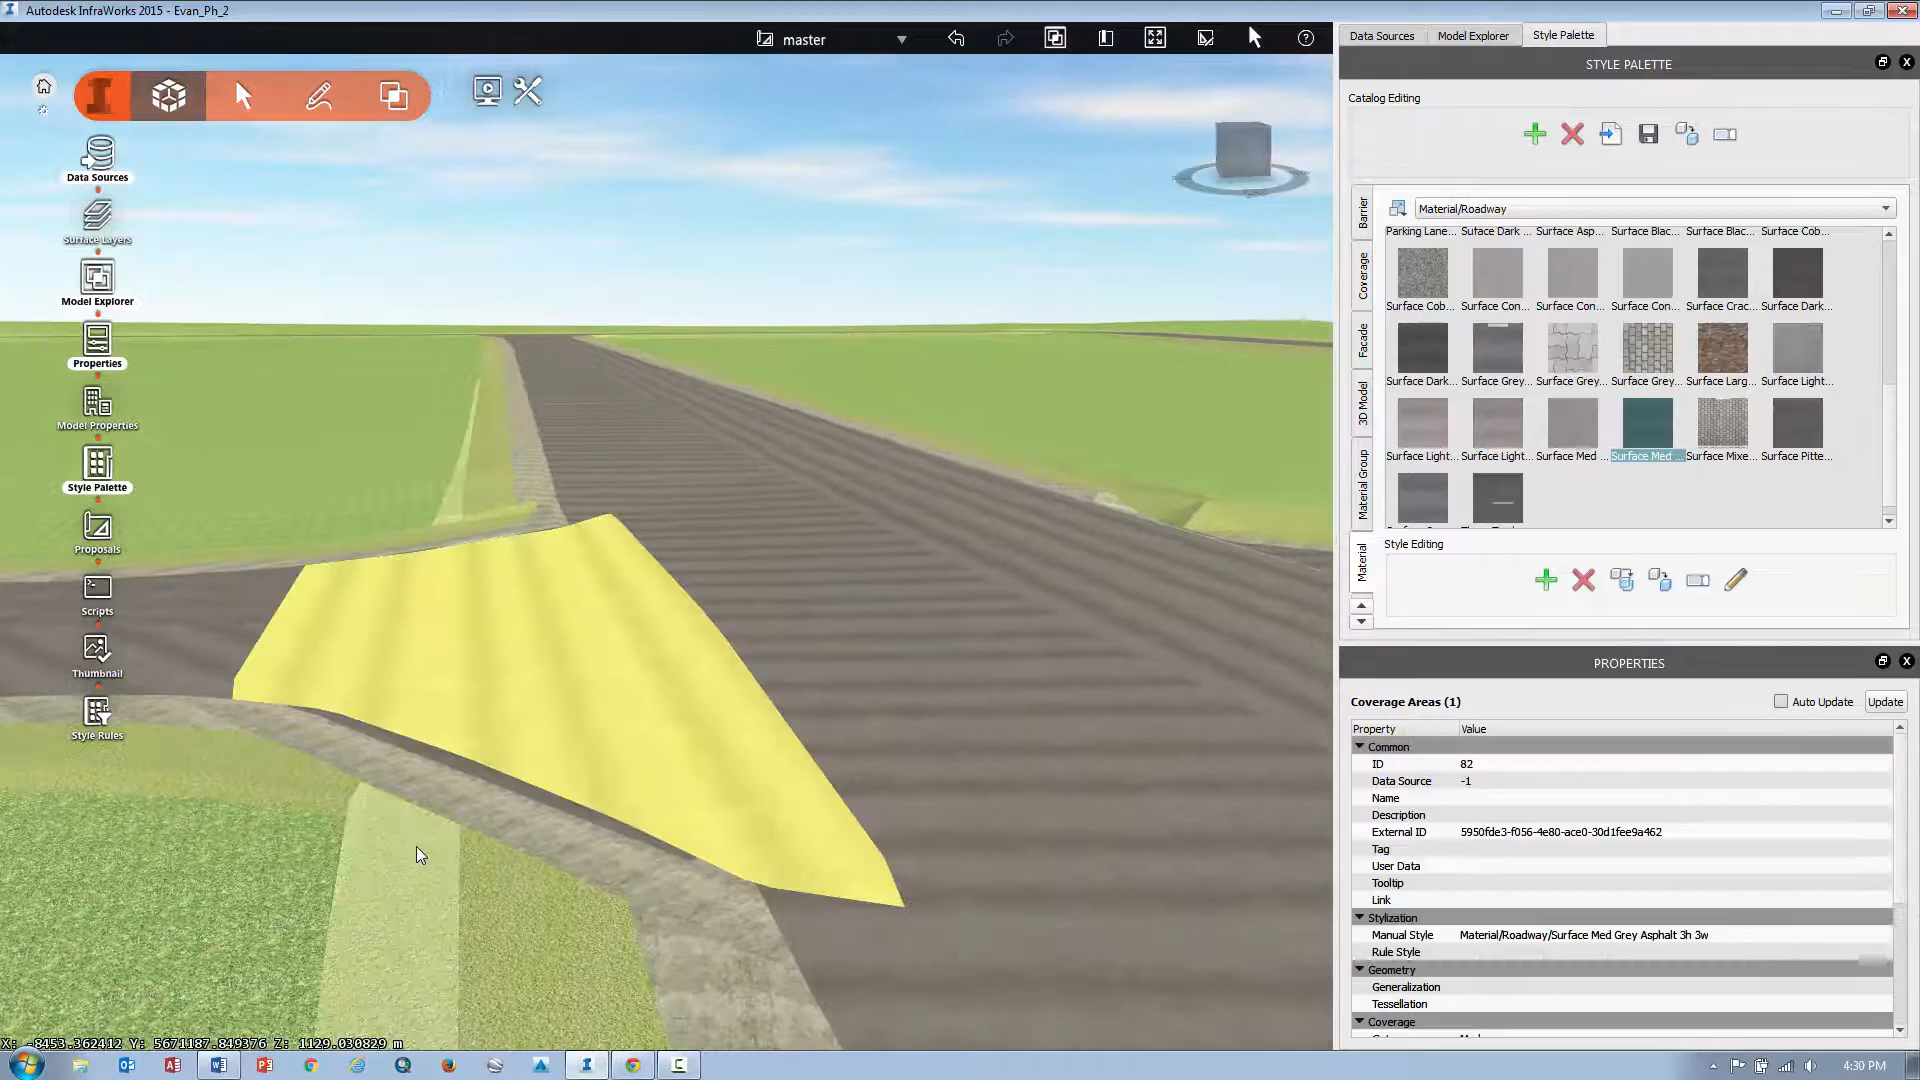 Autodesk InfraWorks 2015 - Evan_Ph_2
master
Data Sources
Surface Layers
Model Explorer
Properties
Model Properties
Style Palette
Proposals
Scripts
Thumbnail
Style Rules
X: -8453.362412 Y: 5671187.849376 Z: 1129.030829 m
Data Sources Model Explorer Style Palette
STYLE PALETTE
Catalog Editing
Barrier
Coverage
Facade
3D Model
Material Group
Material
Material/Roadway
Parking Lane... Suface Dark ... Surface Asp... Surface Blac... Surface Blac... Surface Cob...
Surface Cob... Surface Con... Surface Con... Surface Con... Surface Crac... Surface Dark...
Surface Dark... Surface Grey... Surface Grey... Surface Grey... Surface Larg... Surface Light...
Surface Light... Surface Light... Surface Med ... Surface Med ... Surface Mixe... Surface Pitte...
Style Editing
PROPERTIES
Coverage Areas (1) Auto Update Update
Property Value
Common
ID 82
Data Source -1
Name
Description
External ID 5950fde3-f056-4e80-ace0-30d1fee9a462
Tag
User Data
Tooltip
Link
Stylization
Manual Style Material/Roadway/Surface Med Grey Asphalt 3h 3w
Rule Style
Geometry
Generalization
Tessellation
Coverage
4:30 PM